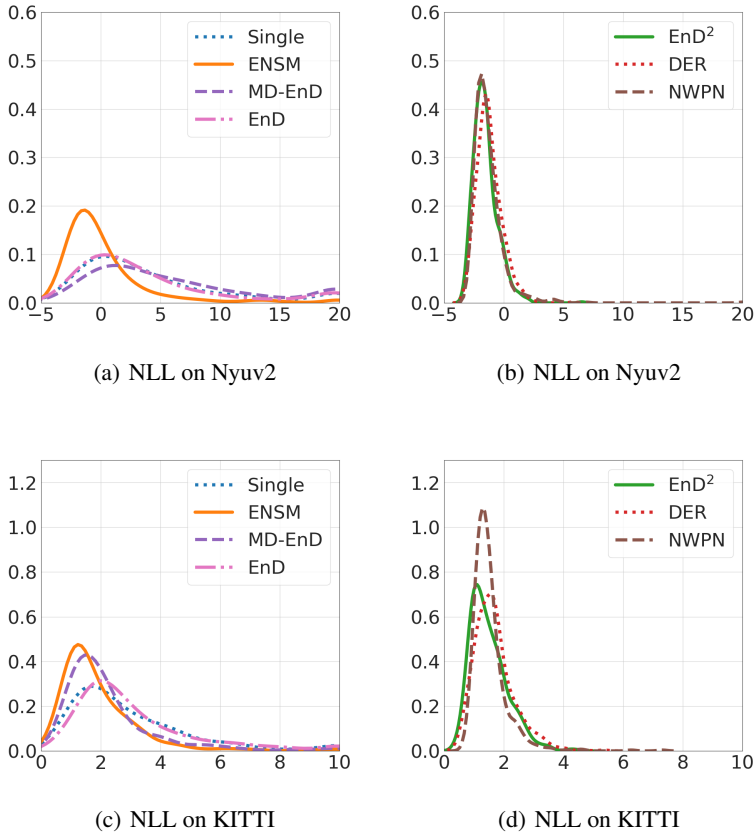 0.6
0.5
0.4
0.3
0.2
0.1
0.0
−5 0 5 10 15 20
Single
ENSM
MD-EnD
EnD
(a) NLL on Nyuv2
0.6
0.5
0.4
0.3
0.2
0.1
0.0
−5 0 5 10 15 20
EnD²
DER
NWPN
(b) NLL on Nyuv2
1.2
1.0
0.8
0.6
0.4
0.2
0.0
0 2 4 6 8 10
Single
ENSM
MD-EnD
EnD
(c) NLL on KITTI
1.2
1.0
0.8
0.6
0.4
0.2
0.0
0 2 4 6 8 10
EnD²
DER
NWPN
(d) NLL on KITTI